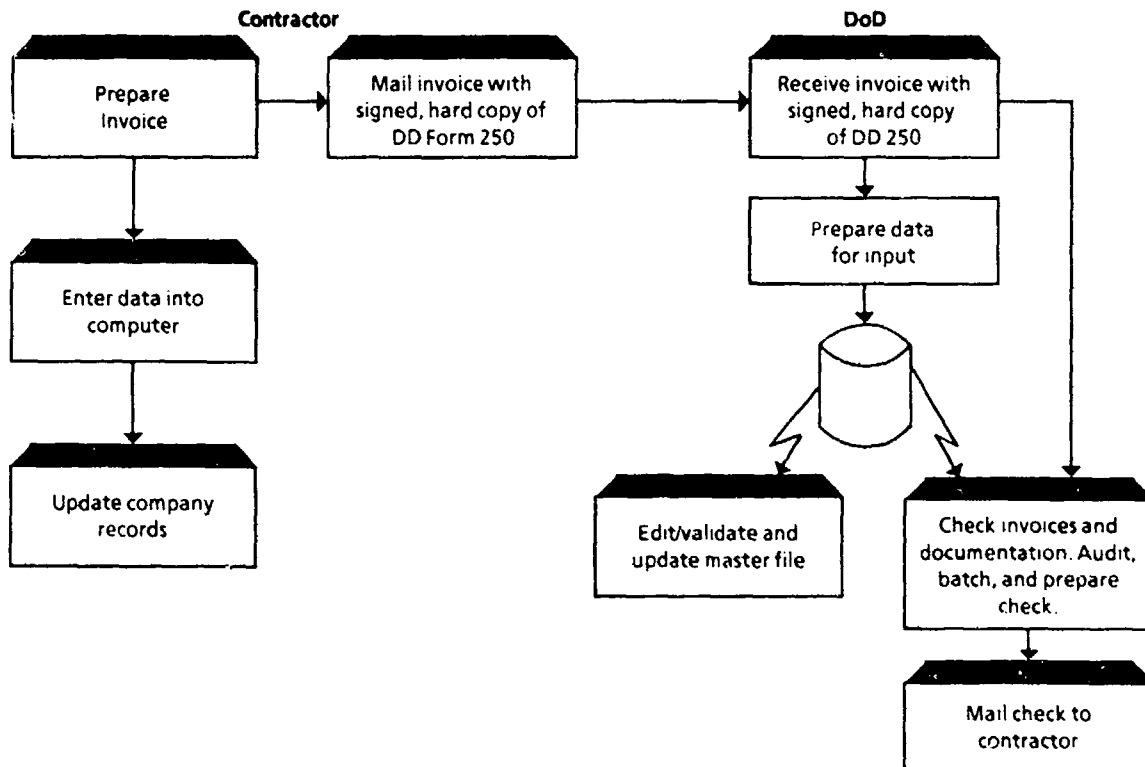 Contractor
DoD
Prepare
Invoice
Mail invoice with
signed, hard copy of
DD Form 250
Receive invoice with
signed, hard copy
of DD 250
Prepare data
for input
Enter data into
computer
Update company
records
Edit/validate and
update master file
Check invoices and
documentation. Audit,
batch, and prepare
check.
Mail check to
contractor